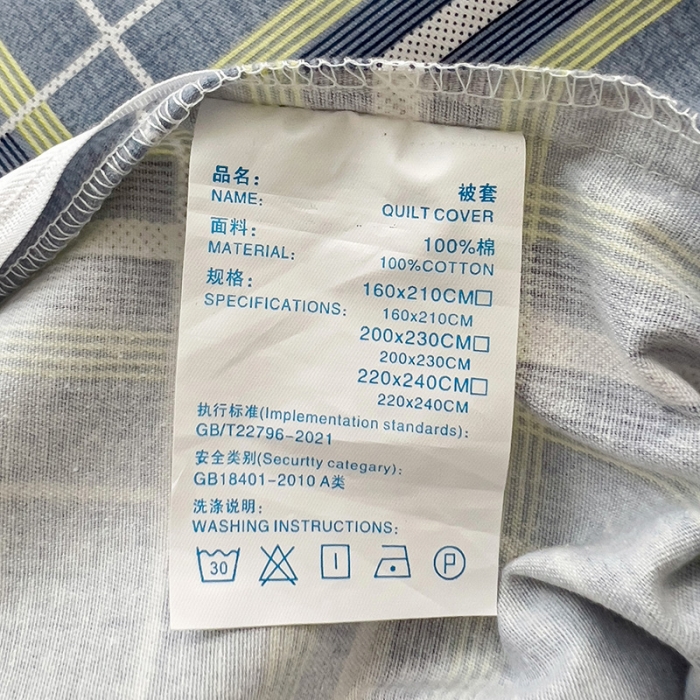 品名：
被套
NAME:
QUILT COVER
面料：
100%棉
MATERIAL:
100%COTTON
规格：
160x210CM□
SPECIFICATIONS:
160x210CM
200x230CM□
200x230CM
220x240CM□
220x240CM
执行标准(Implementation standards):
GB/T22796-2021
安全类别(Securtty categary):
GB18401-2010 A类
洗涤说明:
WASHING INSTRUCTIONS:
30 P